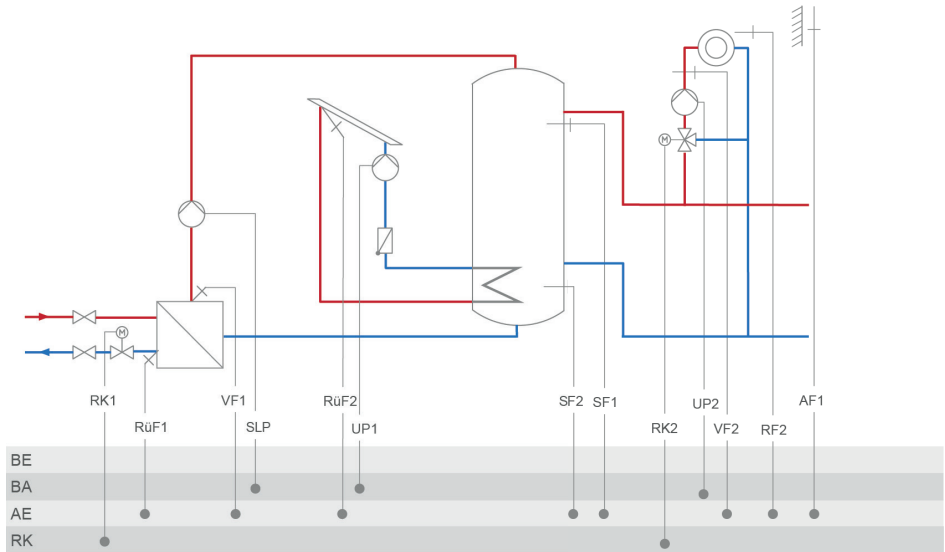 M
M
RK1
VF1
RüF2
SF2
SF1
UP2
AF1
RüF1
SLP
UP1
RK2
VF2
RF2
BE
BA
AE
RK